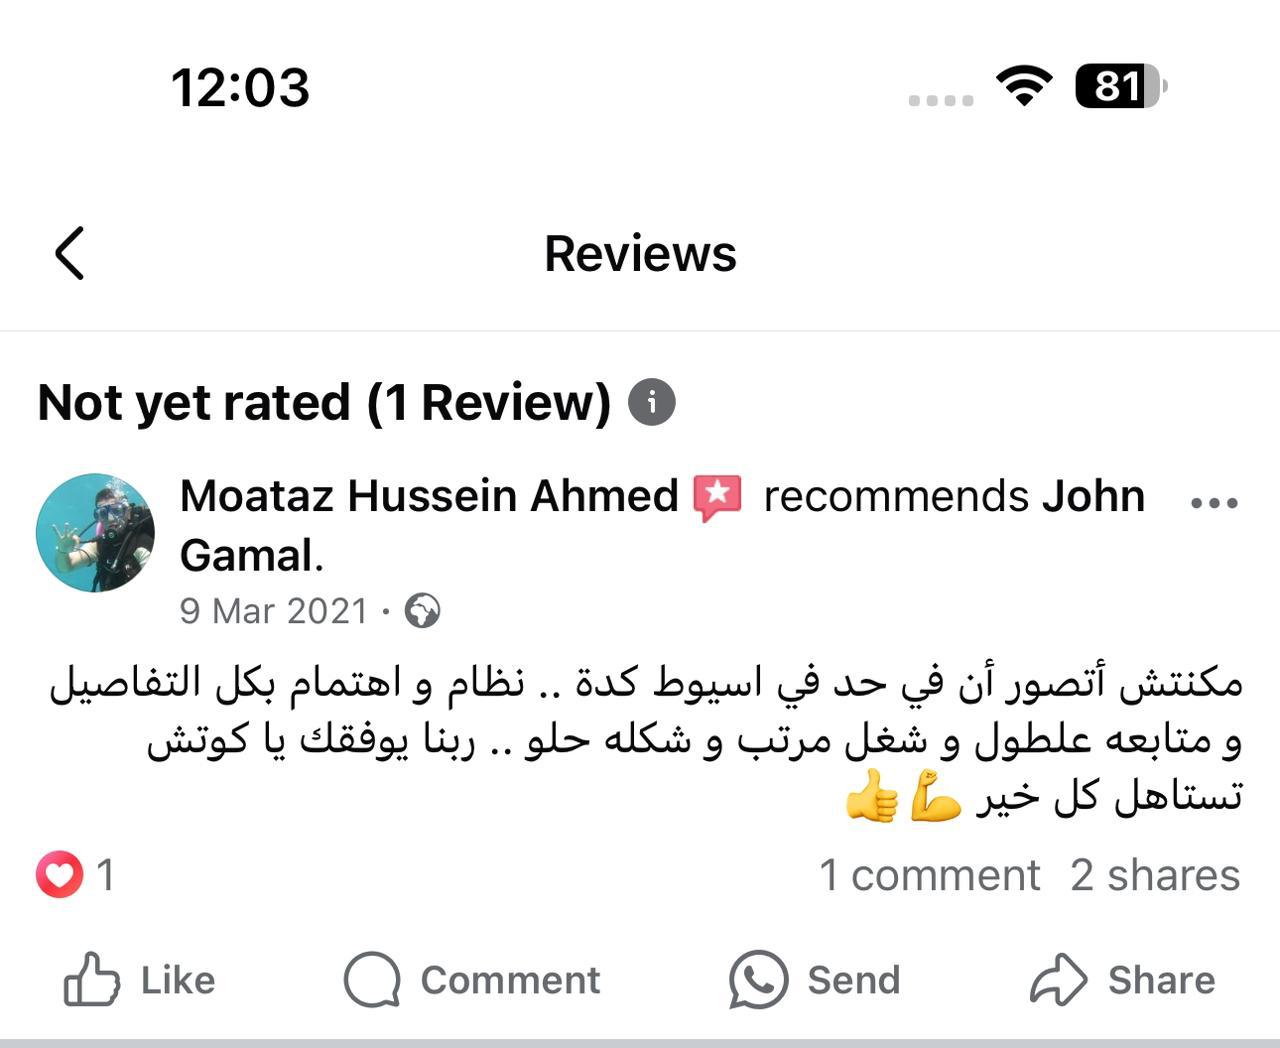 12:03
81
Reviews
Not yet rated (1 Review)
Moataz Hussein Ahmed recommends John
Gamal.
9 Mar 2021 ·
مكنتش أتصور أن في حد في اسيوط كدة .. نظام و اهتمام بكل التفاصيل
و متابعه علطول و شغل مرتب و شكله حلو .. ربنا يوفقك يا كوتش
تستاهل كل خير 💪👍
1
1 comment 2 shares
Like Comment Send Share